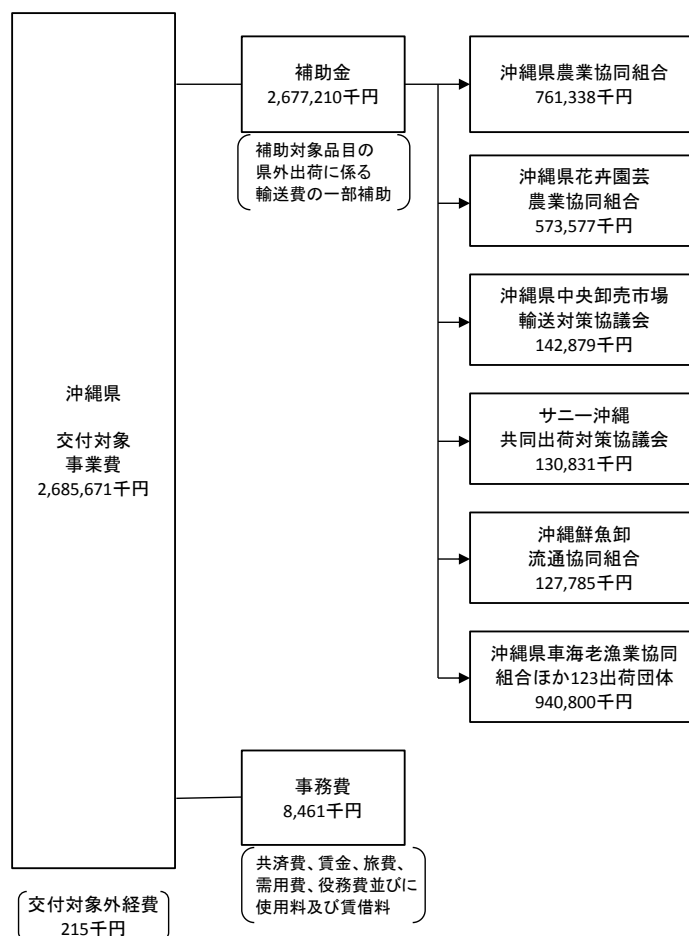 沖縄県
交付対象
事業費
2,685,671千円
交付対象外経費
215千円
補助金
2,677,210千円
補助対象品目の
県外出荷に係る
輸送費の一部補助
沖縄県農業協同組合
761,338千円
沖縄県花卉園芸
農業協同組合
573,577千円
沖縄県中央卸売市場
輸送対策協議会
142,879千円
サニー沖縄
共同出荷対策協議会
130,831千円
沖縄鮮魚卸
流通協同組合
127,785千円
沖縄県車海老漁業協同
組合ほか123出荷団体
940,800千円
事務費
8,461千円
共済費、賃金、旅費、
需用費、役務費並びに
使用料及び賃借料